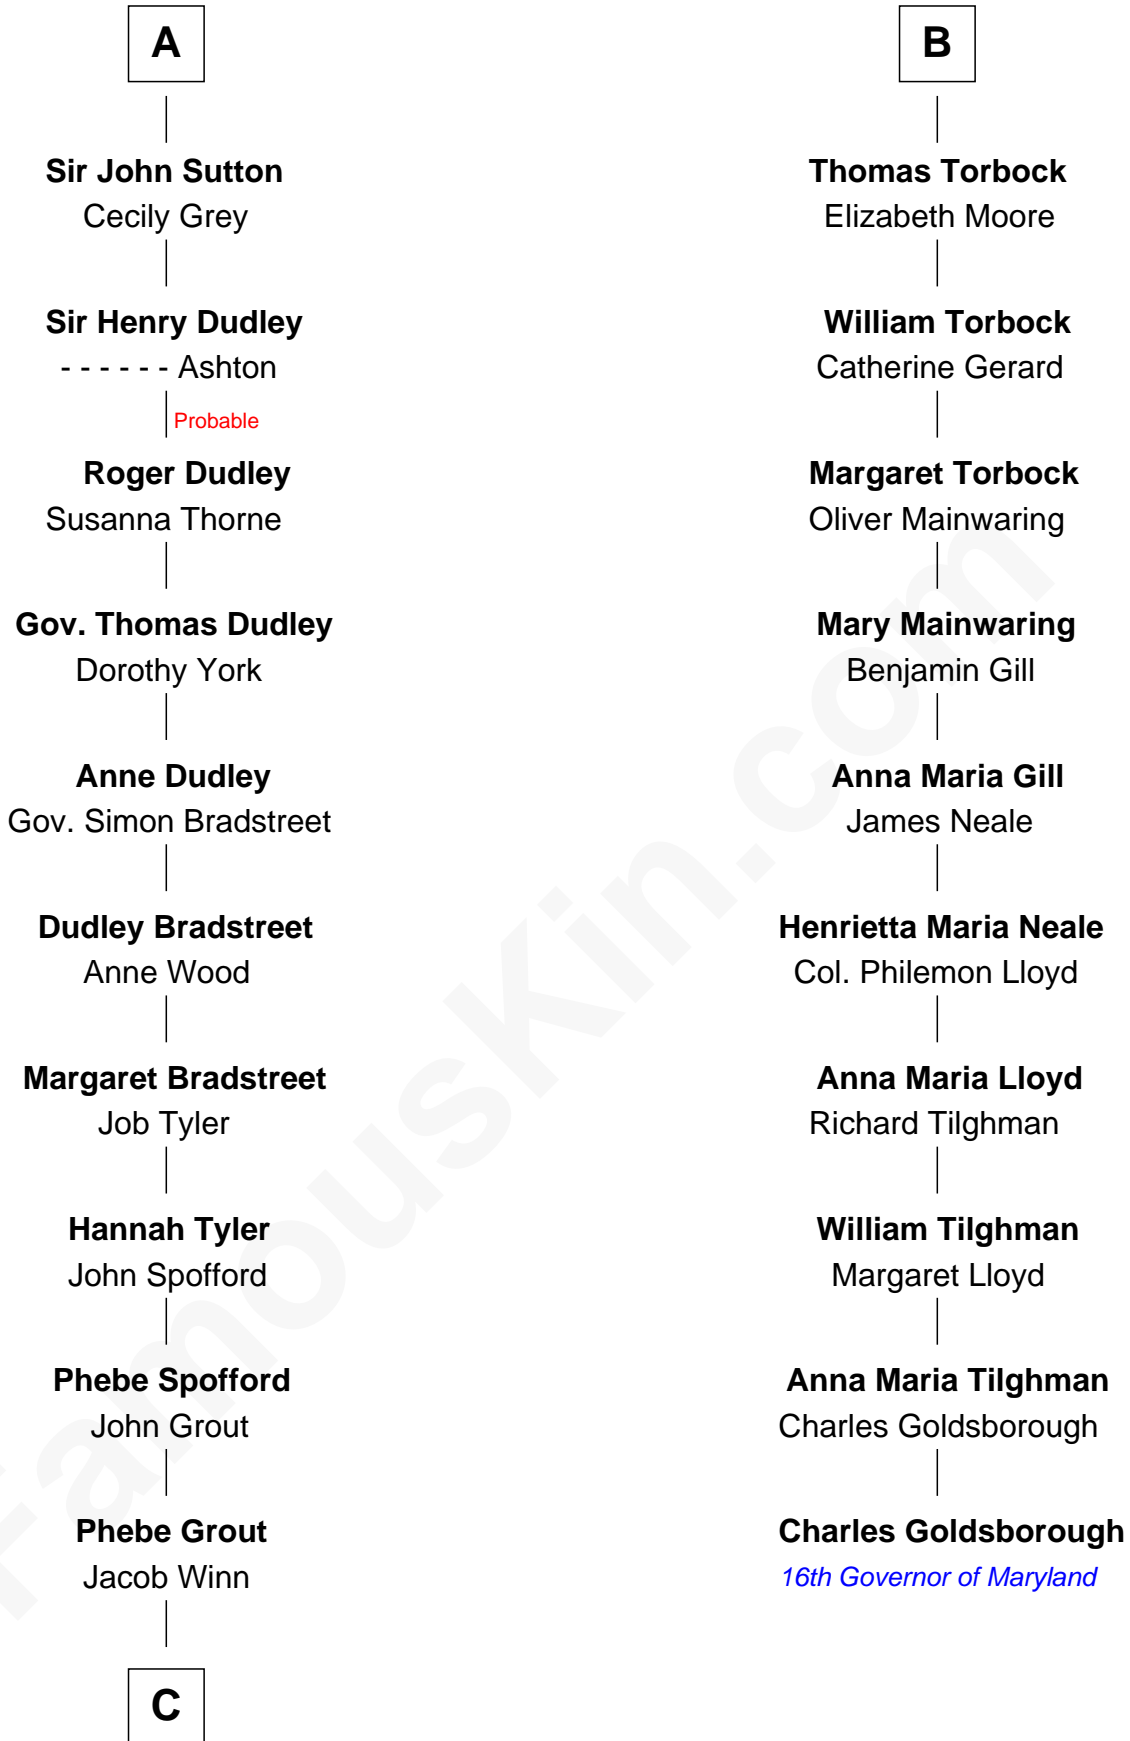 A
Sir John Sutton
Cecily Grey
Sir Henry Dudley
- - - - - - Ashton
Probable
Roger Dudley
Susanna Thorne
Gov. Thomas Dudley
Dorothy York
Anne Dudley
Gov. Simon Bradstreet
Dudley Bradstreet
Anne Wood
Margaret Bradstreet
Job Tyler
Hannah Tyler
John Spofford
Phebe Spofford
John Grout
Phebe Grout
Jacob Winn
C
B
Thomas Torbock
Elizabeth Moore
William Torbock
Catherine Gerard
Margaret Torbock
Oliver Mainwaring
Mary Mainwaring
Benjamin Gill
Anna Maria Gill
James Neale
Henrietta Maria Neale
Col. Philemon Lloyd
Anna Maria Lloyd
Richard Tilghman
William Tilghman
Margaret Lloyd
Anna Maria Tilghman
Charles Goldsborough
Charles Goldsborough
16th Governor of Maryland
FamousKin.com